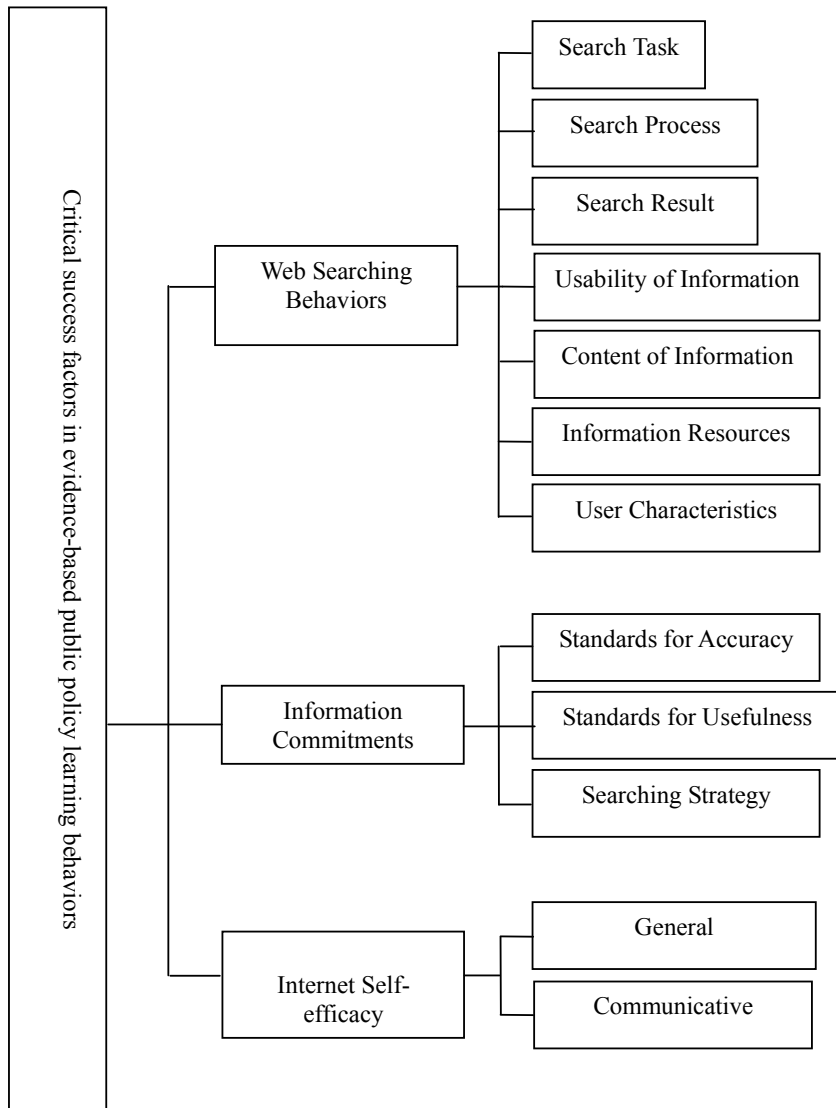 Critical success factors in evidence-based public policy learning behaviors
Web Searching
Behaviors
Search Task
Search Process
Search Result
Usability of Information
Content of Information
Information Resources
User Characteristics
Information
Commitments
Standards for Accuracy
Standards for Usefulness
Searching Strategy
Internet Self-
efficacy
General
Communicative